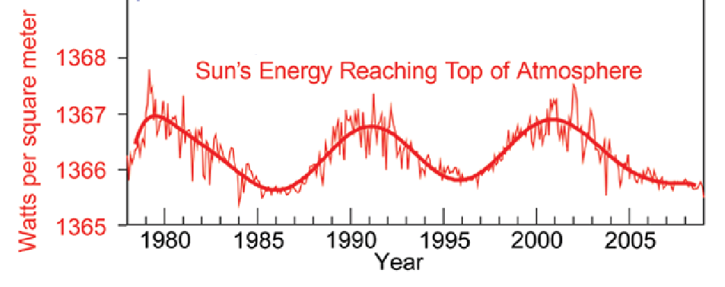 Watts per square meter
1368
1367
1366
1365
Sun's Energy Reaching Top of Atmosphere
1980 1985 1990 1995 2000 2005
Year